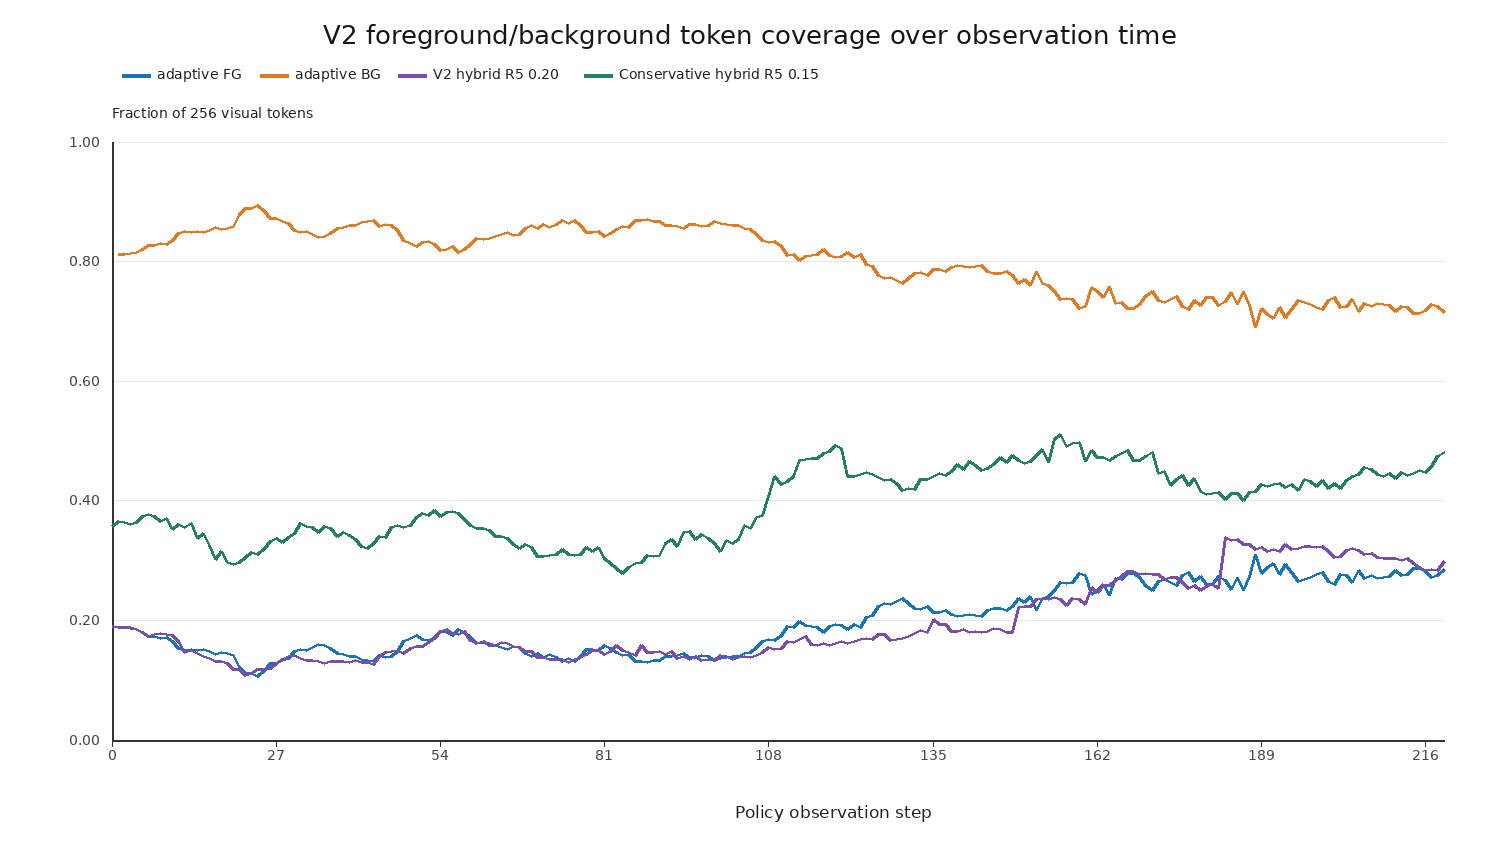 V2 foreground/background token coverage over observation time
adaptive FG adaptive BG V2 hybrid R5 0.20 Conservative hybrid R5 0.15
Fraction of 256 visual tokens
1.00
0.80
0.60
0.40
0.20
0.00
0 27 54 81 108 135 162 189 216
Policy observation step